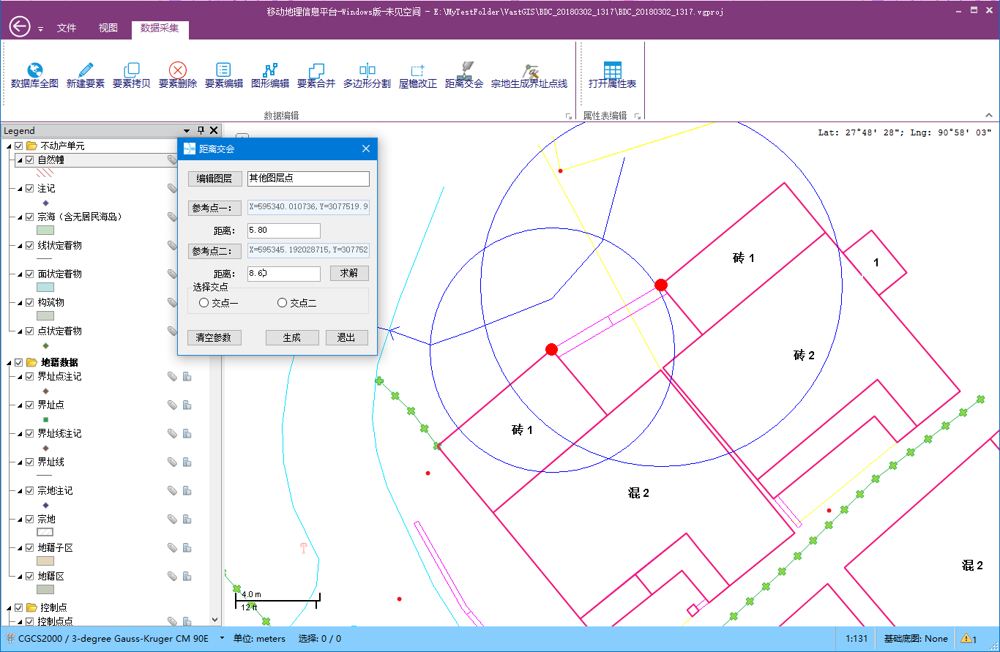 移动地理信息平台-Windows版-未见空间 - E:\MyTestFolder\VastGIS\BDC_20180302_1317\BDC_20180302_1317.vgproj
文件 视图 数据采集
数据库全图 新建要素 要素拷贝 要素删除 要素编辑 图形编辑 要素合并 多边形分割 屋檐改正 距离交会 宗地生成界址点线 打开属性表
数据编辑 属性表编辑
Legend
不动产单元
自然幢
注记
宗海（含无居民海岛）
线状定着物
面状定着物
构筑物
点状定着物
地籍数据
界址点注记
界址点
界址线注记
界址线
宗地注记
宗地
地籍子区
地籍区
控制点
控制点点
距离交会
编辑图层 其他图层点
参考点一： X=595340.010736,Y=3077519.9
距离： 5.80
参考点二： X=595345.192028715,Y=307752
距离： 8.6 求解
选择交点
交点一 交点二
清空参数 生成 退出
Lat: 27°48' 28"; Lng: 90°58' 03"
砖 1
1
砖 2
砖 1
混 2
混 2
4.0 m
12 ft
CGCS2000 / 3-degree Gauss-Kruger CM 90E 单位: meters 选择: 0 / 0 1:131 基础底图: None 1